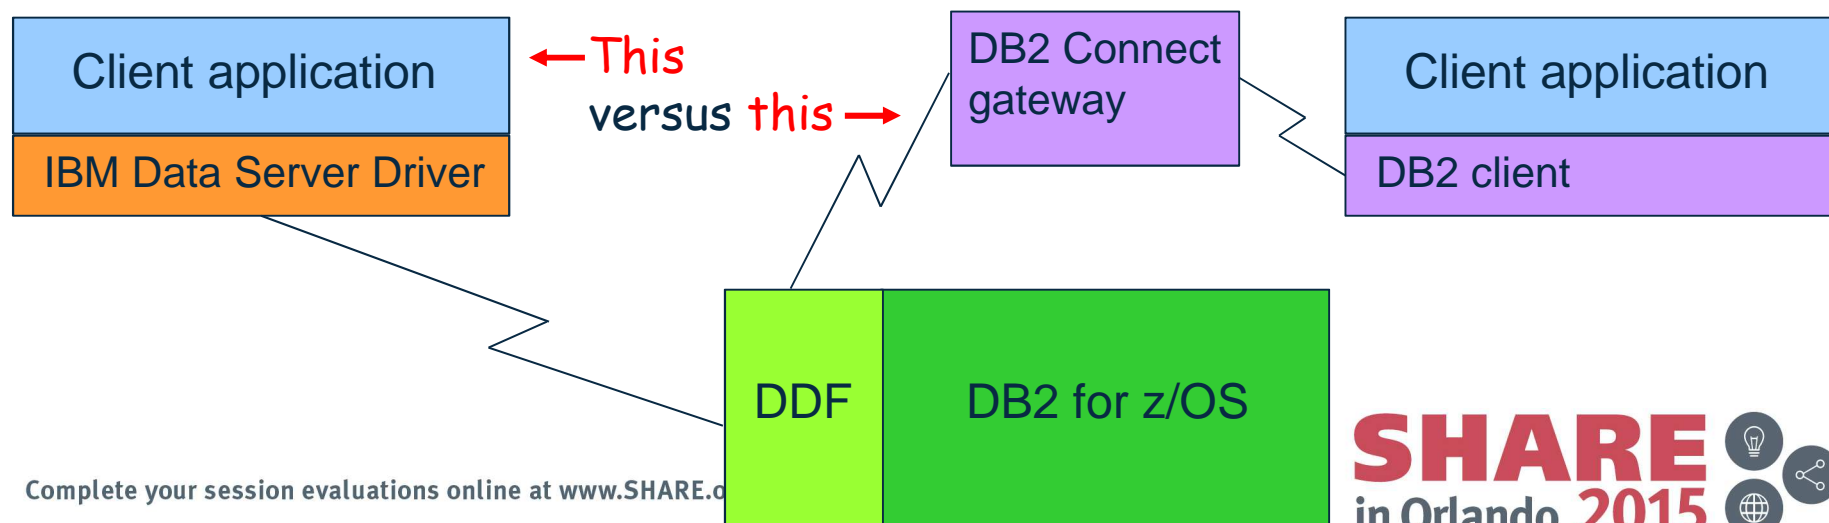 Client application
IBM Data Server Driver
This
versus this
DB2 Connect
gateway
Client application
DB2 client
DDF
DB2 for z/OS
Complete your session evaluations online at www.SHARE.o
SHARE
in Orlando 2015